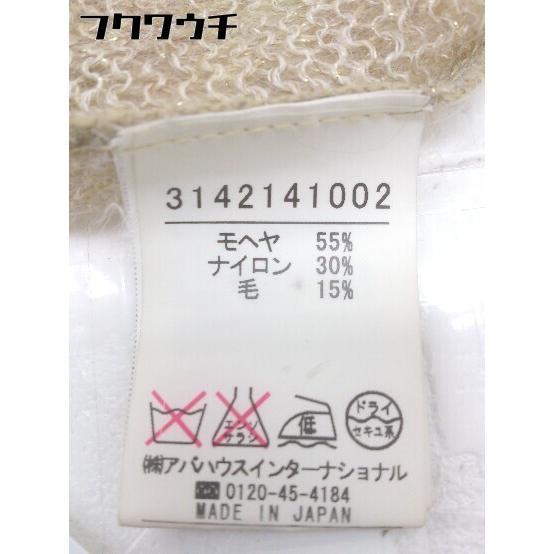 フクウウチ
3142141002
モヘヤ 55%
ナイロン 30%
毛 15%
エンソ
サラシ
低
ドライ
セキユ系
㈱アバハウスインターナショナル
0120-45-4184
MADE IN JAPAN